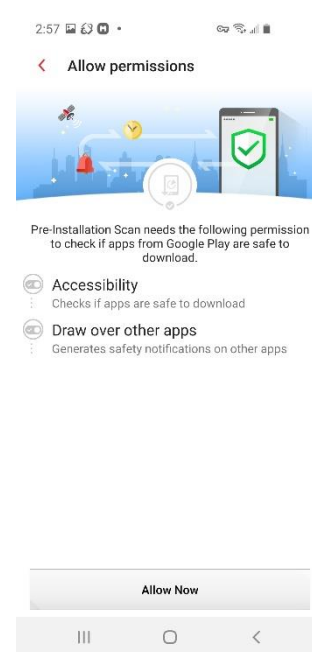 2:57
Allow permissions
Pre-Installation Scan needs the following permission
to check if apps from Google Play are safe to
download.
Accessibility
Checks if apps are safe to download
Draw over other apps
Generates safety notifications on other apps
Allow Now